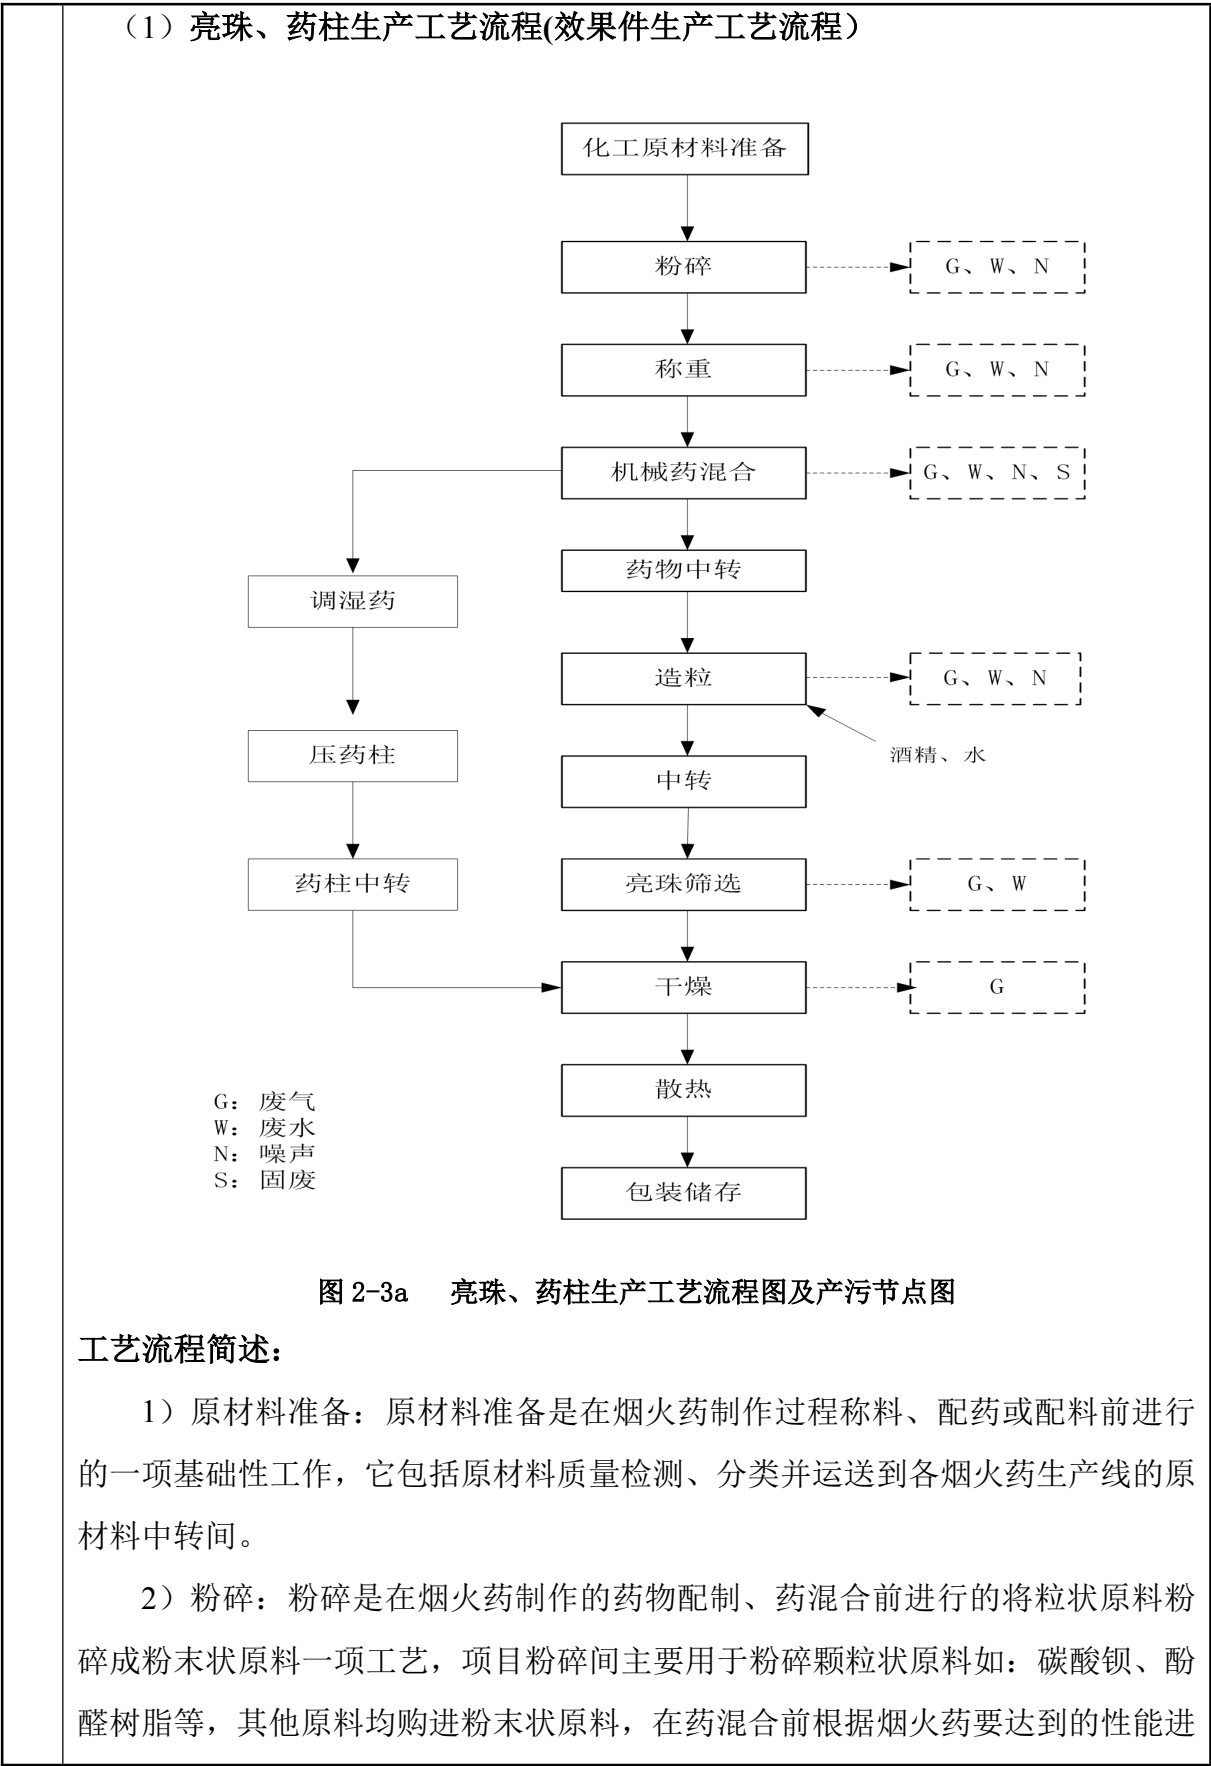 （1）亮珠、药柱生产工艺流程(效果件生产工艺流程）
化工原材料准备
粉碎
G、W、N
称重
G、W、N
机械药混合
G、W、N、S
药物中转
调湿药
造粒
G、W、N
酒精、水
压药柱
中转
药柱中转
亮珠筛选
G、W
干燥
G
散热
G：废气
W：废水
N：噪声
S：固废
包装储存
图 2-3a 亮珠、药柱生产工艺流程图及产污节点图
工艺流程简述：
1）原材料准备：原材料准备是在烟火药制作过程称料、配药或配料前进行
的一项基础性工作，它包括原材料质量检测、分类并运送到各烟火药生产线的原
材料中转间。
2）粉碎：粉碎是在烟火药制作的药物配制、药混合前进行的将粒状原料粉
碎成粉末状原料一项工艺，项目粉碎间主要用于粉碎颗粒状原料如：碳酸钡、酚
醛树脂等，其他原料均购进粉末状原料，在药混合前根据烟火药要达到的性能进